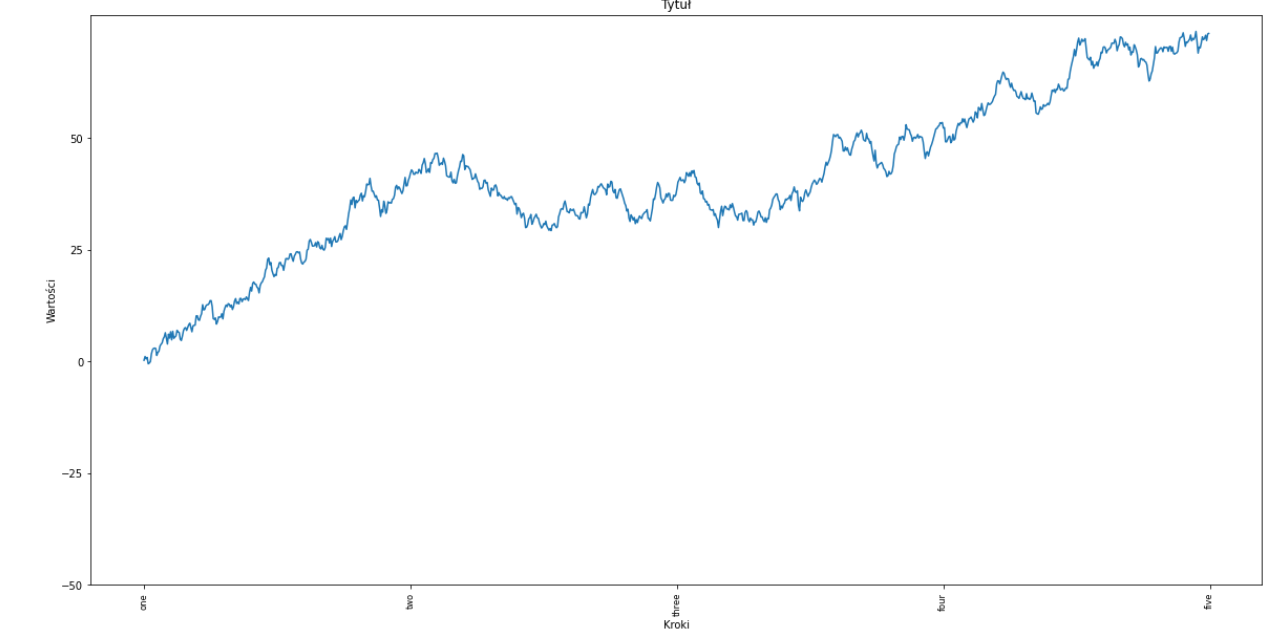 Tytuł
Wartości
50
25
0
−25
−50
one
two
three
four
five
Kroki